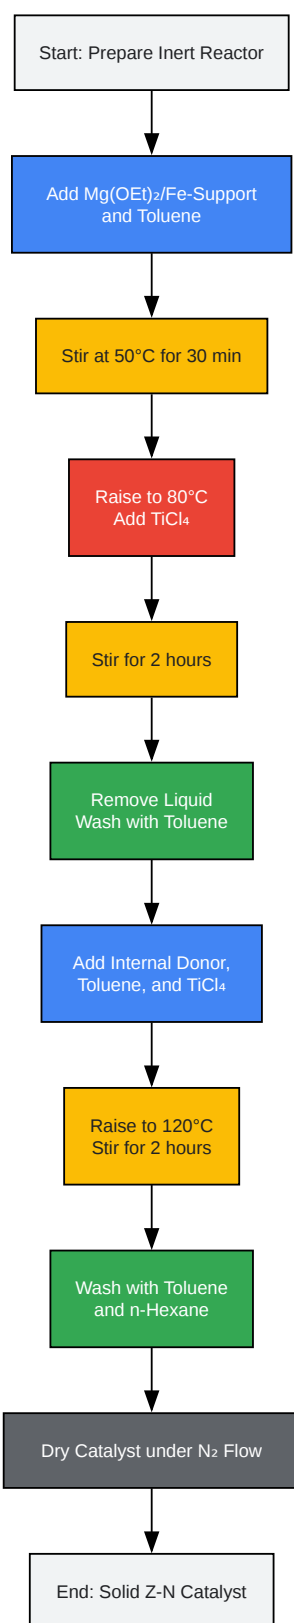 Start: Prepare Inert Reactor
Add Mg(OEt)₂/Fe-Support
and Toluene
Stir at 50°C for 30 min
Raise to 80°C
Add TiCl₄
Stir for 2 hours
Remove Liquid
Wash with Toluene
Add Internal Donor,
Toluene, and TiCl₄
Raise to 120°C
Stir for 2 hours
Wash with Toluene
and n-Hexane
Dry Catalyst under N₂ Flow
End: Solid Z-N Catalyst